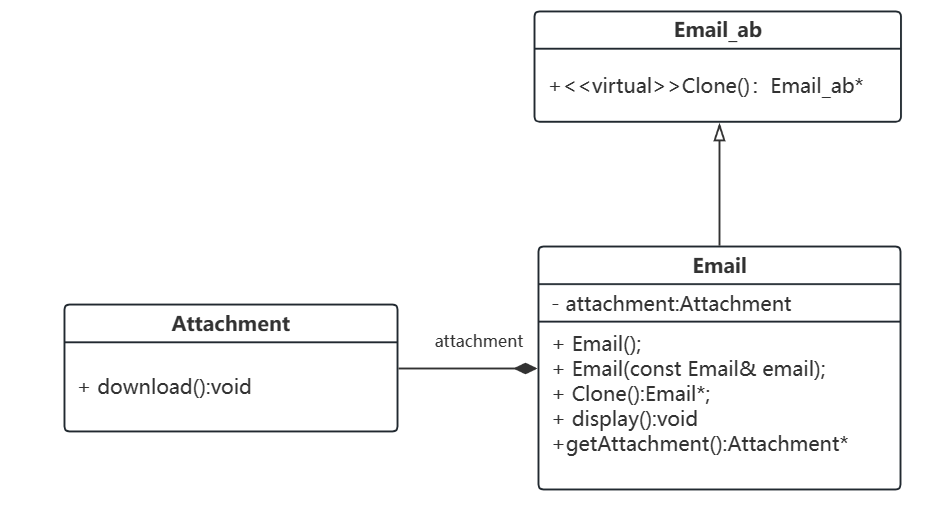 Email_ab
+<<virtual>>Clone()：Email_ab*
Email
- attachment:Attachment
+ Email();
+ Email(const Email& email);
+ Clone():Email*;
+ display():void
+getAttachment():Attachment*
attachment
Attachment
+ download():void